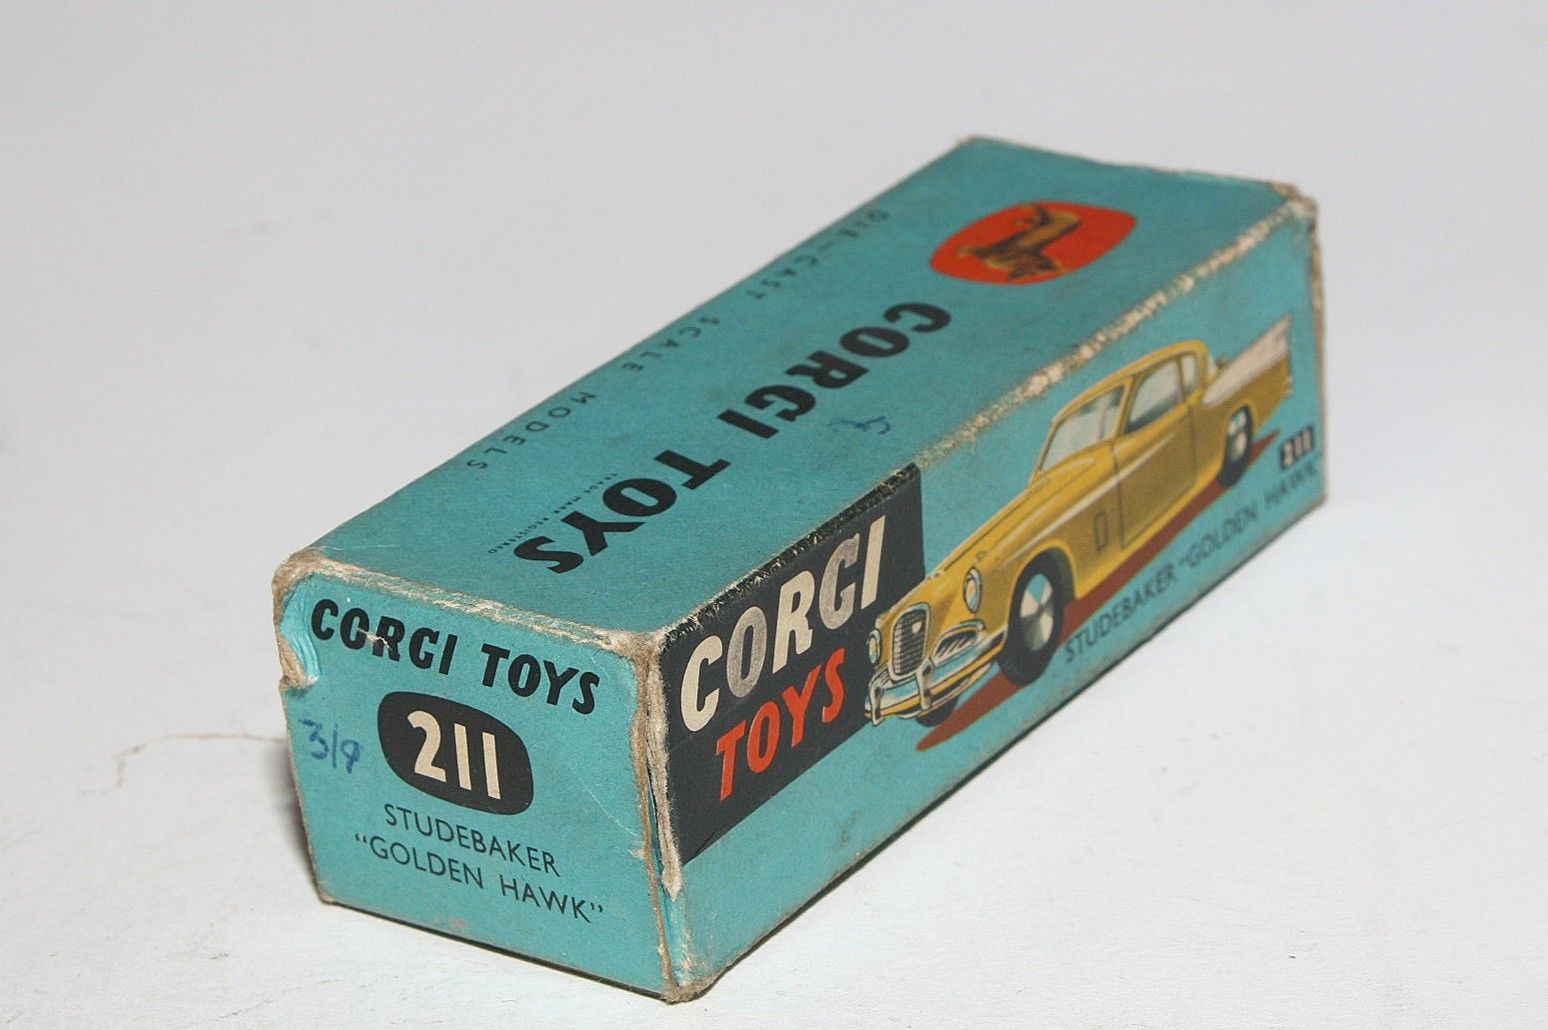 DIE-CAST SCALE MODELS
CORGI TOYS
TRADE MARK REGISTERED
CORGI TOYS
3/9
211
STUDEBAKER
"GOLDEN HAWK"
CORGI
TOYS
211
STUDEBAKER "GOLDEN HAWK"